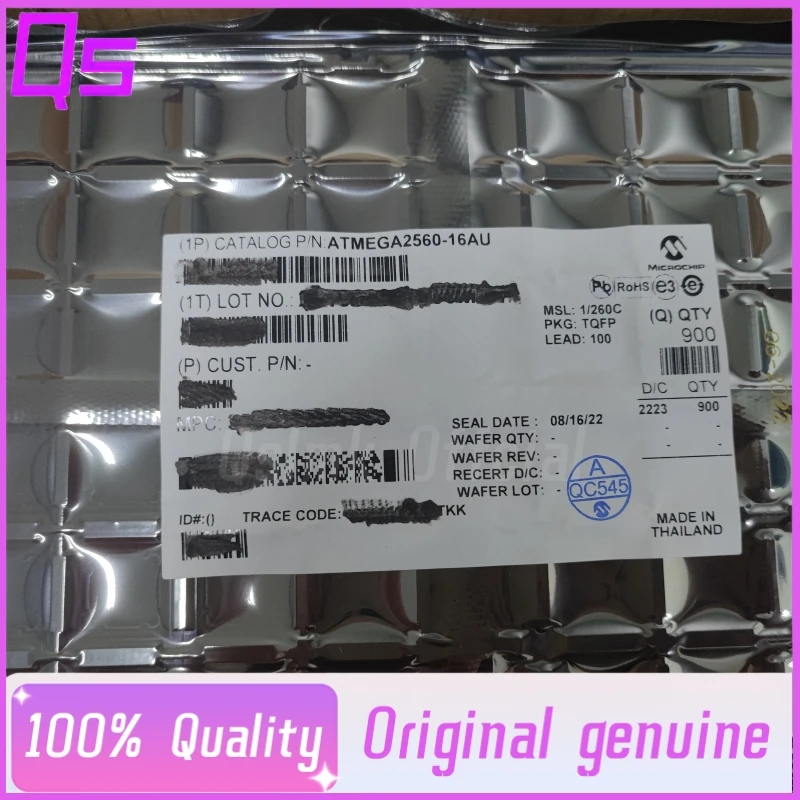 Qs
(1P) CATALOG P/N:ATMEGA2560-16AU
MICROCHIP
(1T) LOT NO.:
Pb RoHS e3 e
MSL: 1/260C
PKG: TQFP
LEAD: 100
(Q) QTY
900
(P) CUST. P/N:-
D/C QTY
2223 900
- -
- -
MPC:
SEAL DATE : 08/16/22
WAFER QTY: -
WAFER REV: -
RECERT D/C: -
WAFER LOT: -
A
QC545
ID#:()
TRACE CODE:
TKK
MADE IN
THAILAND
100% Quality
Original genuine